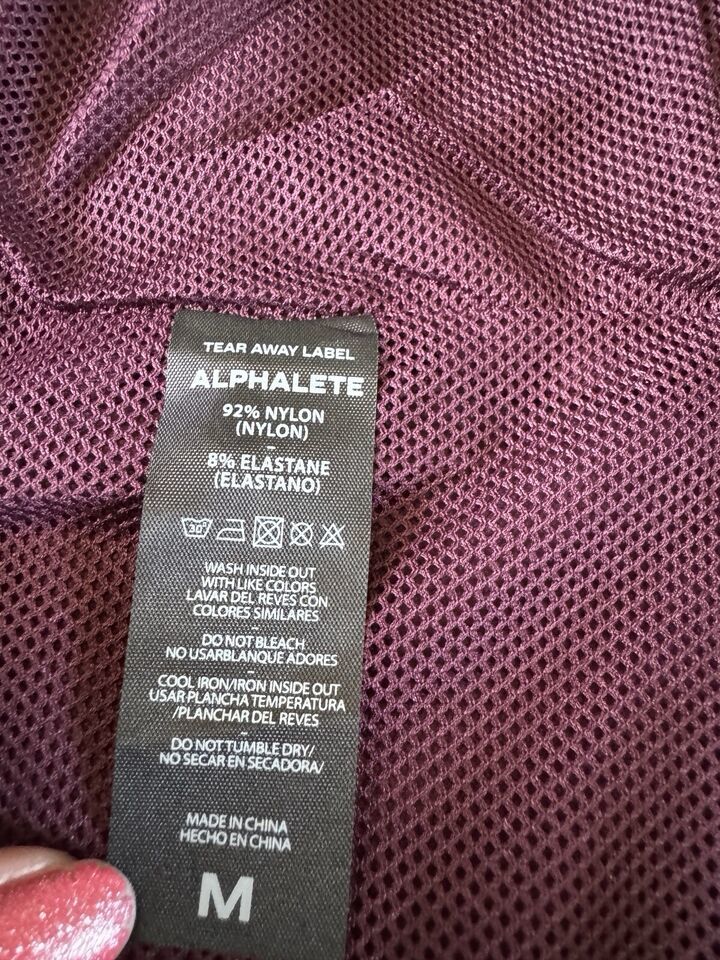 TEAR AWAY LABEL
ALPHALETE
92% NYLON
(NYLON)
-
8% ELASTANE
(ELASTANO)
30°
WASH INSIDE OUT
WITH LIKE COLORS
LAVAR DEL REVES CON
COLORES SIMILARES
-
DO NOT BLEACH
NO USARBLANQUE ADORES
-
COOL IRON/IRON INSIDE OUT
USAR PLANCHA TEMPERATURA
/PLANCHAR DEL REVES
-
DO NOT TUMBLE DRY/
NO SECAR EN SECADORA/
MADE IN CHINA
HECHO EN CHINA
M